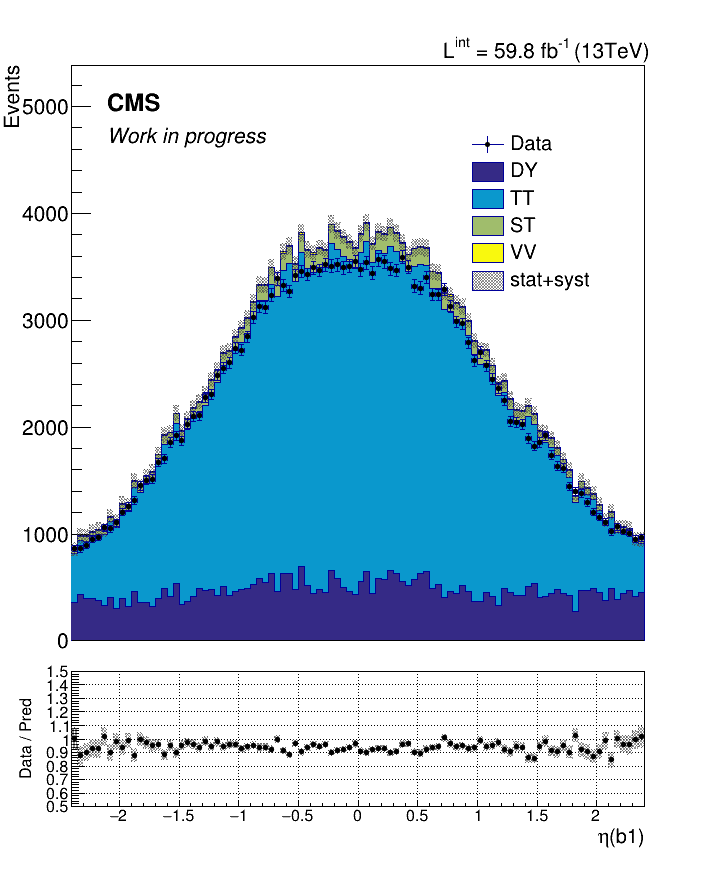 L^int = 59.8 fb^-1 (13TeV)
Events
CMS
Work in progress
Data
DY
TT
ST
VV
stat+syst
5000
4000
3000
2000
1000
0
Data / Pred
1.5
1.4
1.3
1.2
1.1
1
0.9
0.8
0.7
0.6
0.5
−2 −1.5 −1 −0.5 0 0.5 1 1.5 2
η(b1)